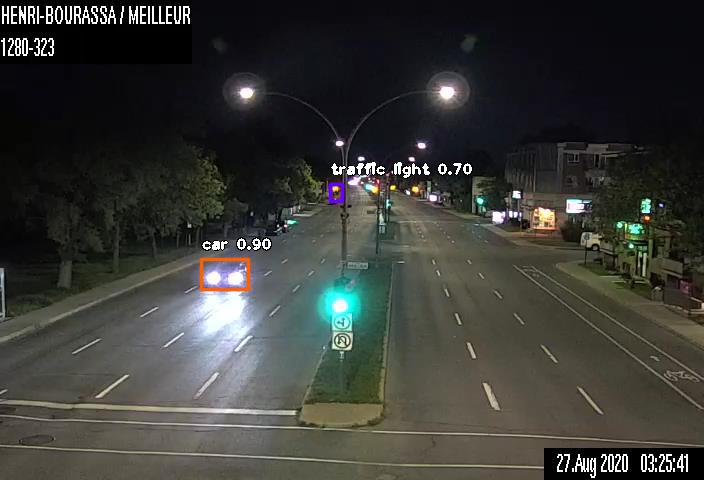 HENRI-BOURASSA / MEILLEUR
1280-323
traffic light 0.70
car 0.90
27.Aug 2020 03:25:41